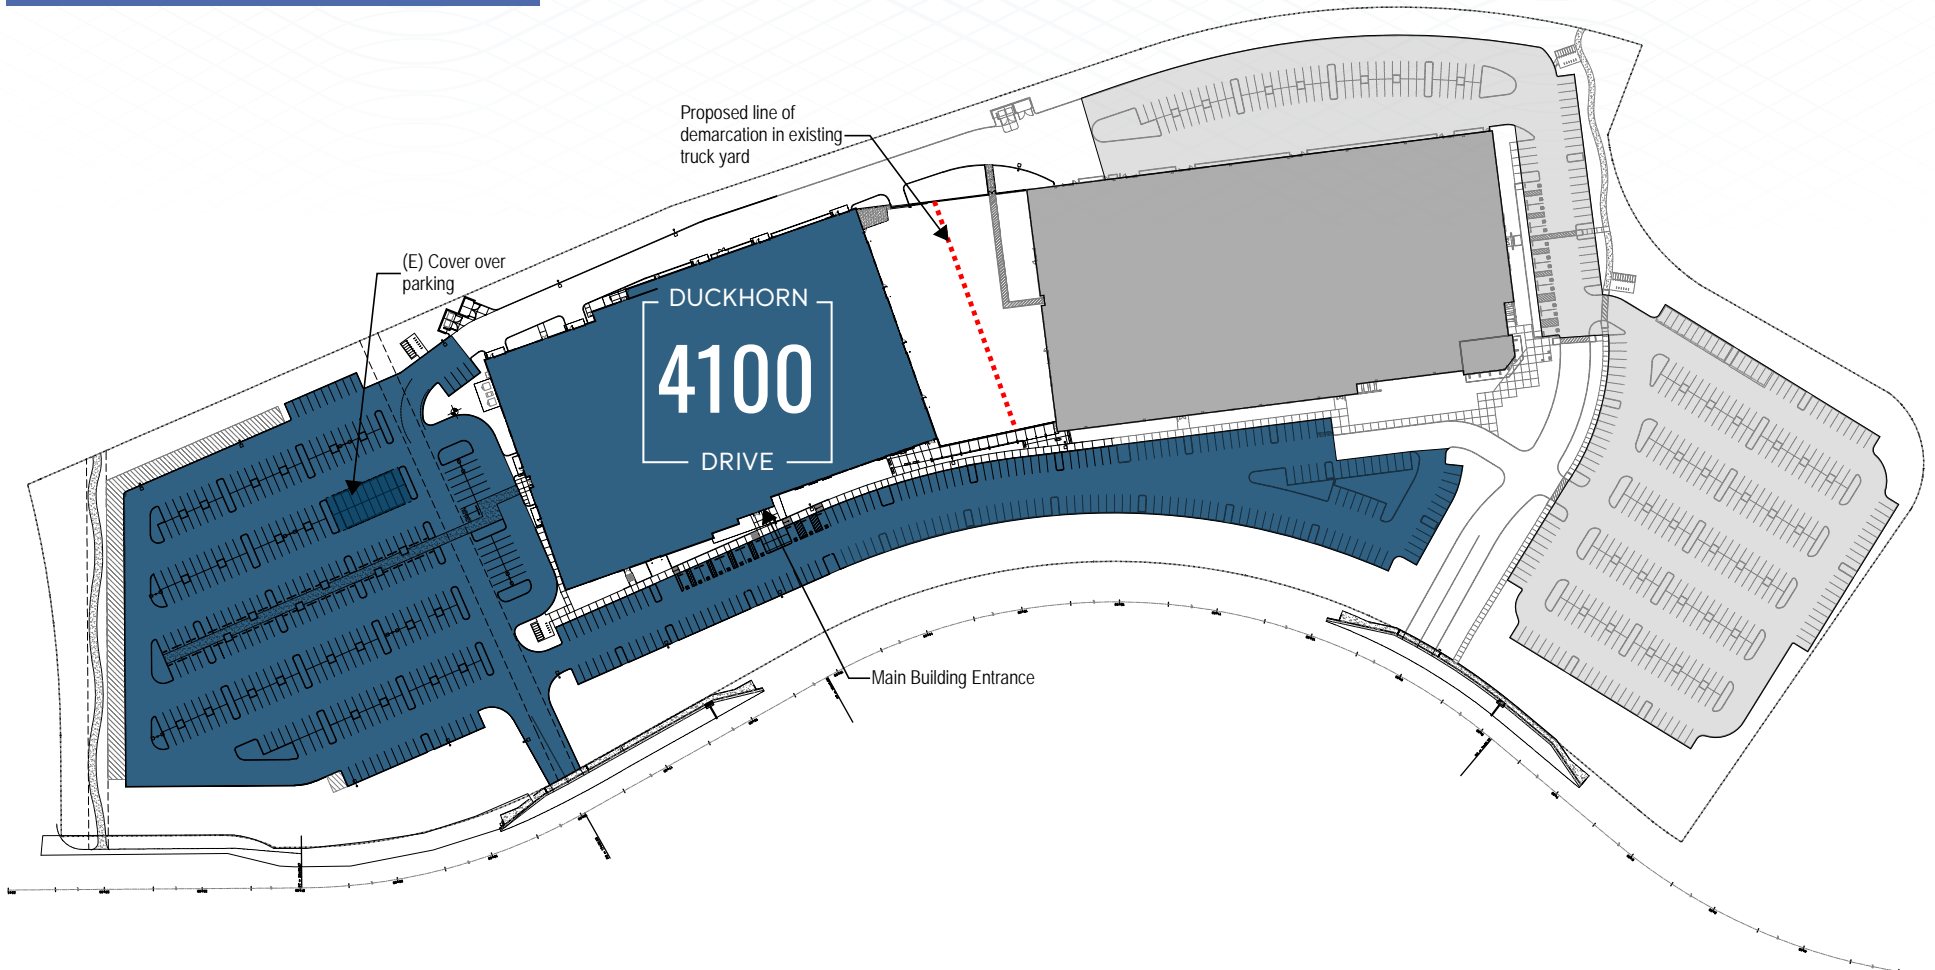 Proposed line of
demarcation in existing
truck yard
(E) Cover over
parking
DUCKHORN
4100
DRIVE
Main Building Entrance